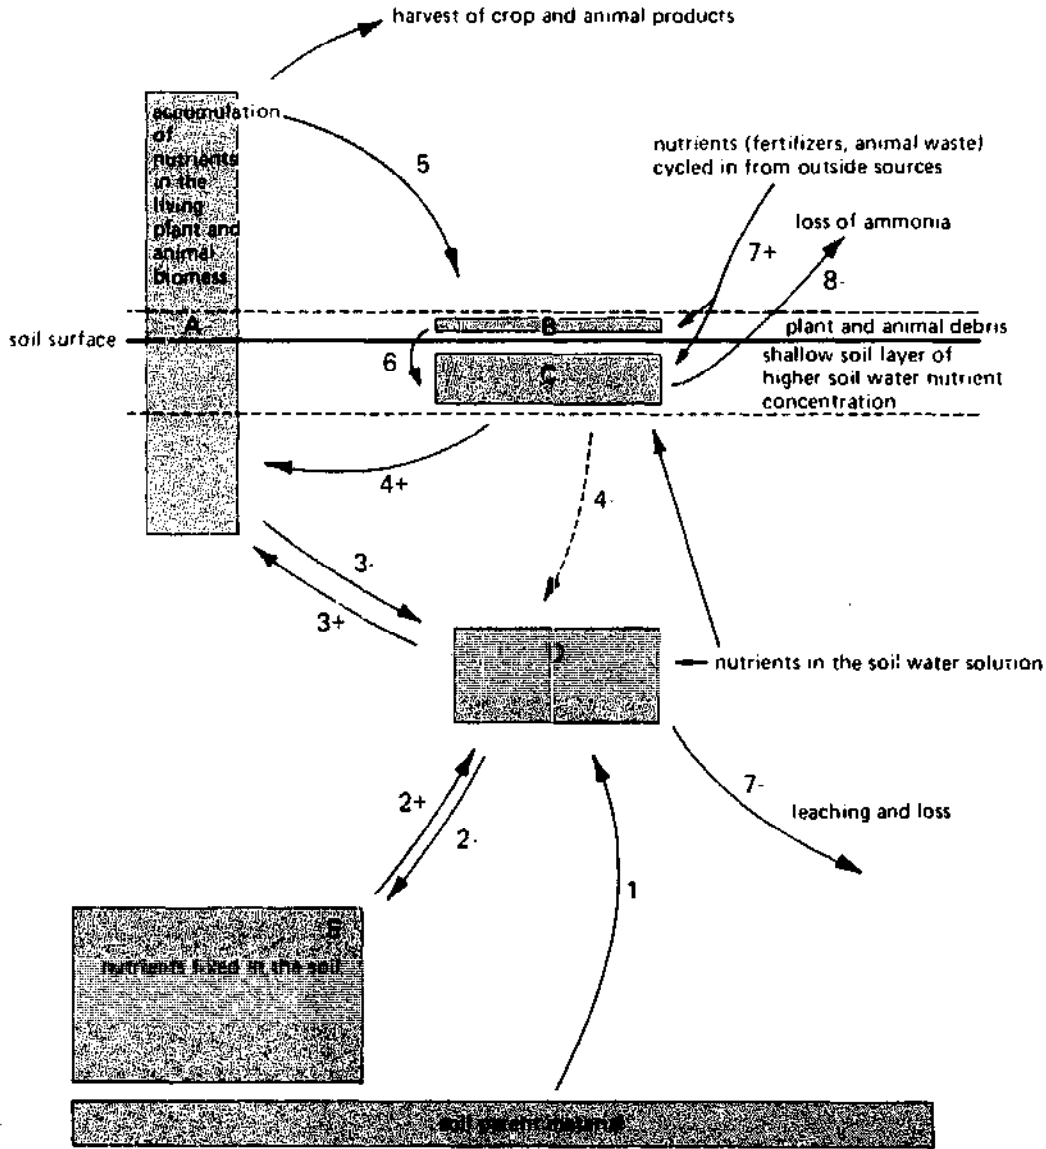 harvest of crop and animal products
accumulation
of
nutrients
in the
living
plant and
animal
biomass
5
nutrients (fertilizers, animal waste)
cycled in from outside sources
loss of ammonia
7+
8-
A
B
plant and animal debris
soil surface
6
C
shallow soil layer of
higher soil water nutrient
concentration
4+
4-
3-
3+
D
nutrients in the soil water solution
2+
2-
7-
leaching and loss
1
E
nutrients fixed in the soil
soil parent material